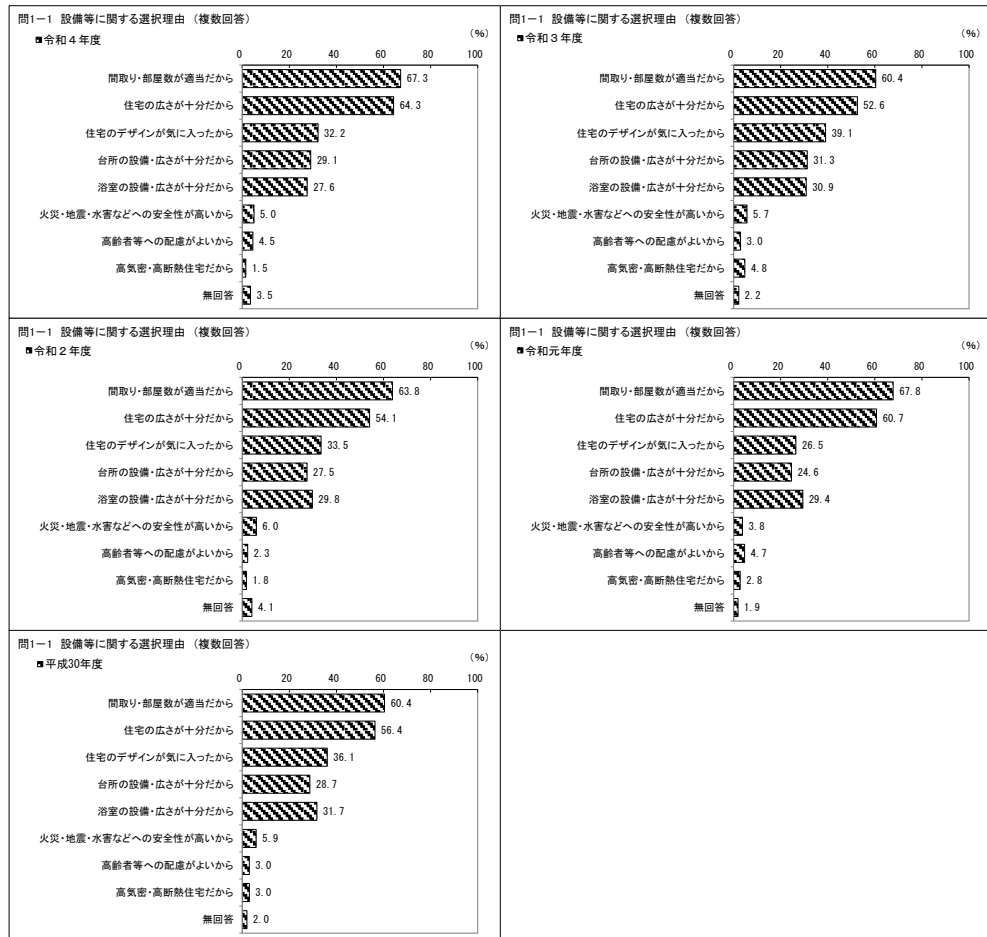 問1－1 設備等に関する選択理由 （複数回答）
令和４年度
（%）
0 20 40 60 80 100
間取り・部屋数が適当だから 67.3
住宅の広さが十分だから 64.3
住宅のデザインが気に入ったから 32.2
台所の設備・広さが十分だから 29.1
浴室の設備・広さが十分だから 27.6
火災・地震・水害などへの安全性が高いから 5.0
高齢者等への配慮がよいから 4.5
高気密・高断熱住宅だから 1.5
無回答 3.5
問1－1 設備等に関する選択理由 （複数回答）
令和３年度
（%）
0 20 40 60 80 100
間取り・部屋数が適当だから 60.4
住宅の広さが十分だから 52.6
住宅のデザインが気に入ったから 39.1
台所の設備・広さが十分だから 31.3
浴室の設備・広さが十分だから 30.9
火災・地震・水害などへの安全性が高いから 5.7
高齢者等への配慮がよいから 3.0
高気密・高断熱住宅だから 4.8
無回答 2.2
問1－1 設備等に関する選択理由 （複数回答）
令和２年度
（%）
0 20 40 60 80 100
間取り・部屋数が適当だから 63.8
住宅の広さが十分だから 54.1
住宅のデザインが気に入ったから 33.5
台所の設備・広さが十分だから 27.5
浴室の設備・広さが十分だから 29.8
火災・地震・水害などへの安全性が高いから 6.0
高齢者等への配慮がよいから 2.3
高気密・高断熱住宅だから 1.8
無回答 4.1
問1－1 設備等に関する選択理由 （複数回答）
令和元年度
（%）
0 20 40 60 80 100
間取り・部屋数が適当だから 67.8
住宅の広さが十分だから 60.7
住宅のデザインが気に入ったから 26.5
台所の設備・広さが十分だから 24.6
浴室の設備・広さが十分だから 29.4
火災・地震・水害などへの安全性が高いから 3.8
高齢者等への配慮がよいから 4.7
高気密・高断熱住宅だから 2.8
無回答 1.9
問1－1 設備等に関する選択理由 （複数回答）
平成30年度
（%）
0 20 40 60 80 100
間取り・部屋数が適当だから 60.4
住宅の広さが十分だから 56.4
住宅のデザインが気に入ったから 36.1
台所の設備・広さが十分だから 28.7
浴室の設備・広さが十分だから 31.7
火災・地震・水害などへの安全性が高いから 5.9
高齢者等への配慮がよいから 3.0
高気密・高断熱住宅だから 3.0
無回答 2.0